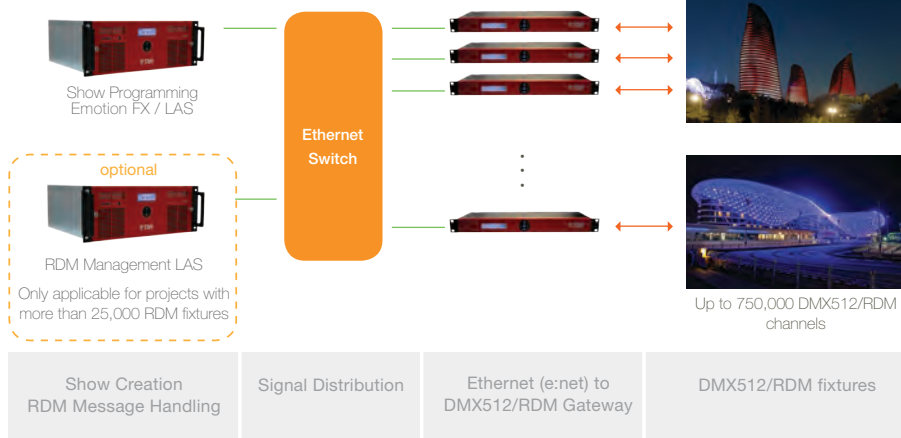 Show Programming
Emotion FX / LAS
Ethernet
Switch
optional
RDM Management LAS
Only applicable for projects with
more than 25,000 RDM fixtures
Up to 750,000 DMX512/RDM
channels
Show Creation
RDM Message Handling
Signal Distribution
Ethernet (e:net) to
DMX512/RDM Gateway
DMX512/RDM fixtures